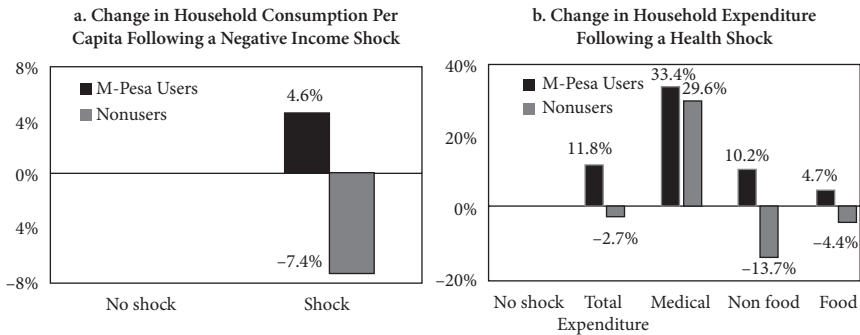 a. Change in Household Consumption Per
Capita Following a Negative Income Shock
8%
4%
0%
4%
–8%
M-Pesa Users
Nonusers
4.6%
–7.4%
No shock
Shock
b. Change in Household Expenditure
Following a Health Shock
40%
20%
0%
–20%
M-Pesa Users
Nonusers
11.8%
–2.7%
33.4%
29.6%
10.2%
–13.7%
4.7%
–4.4%
No shock
Total
Expenditure
Medical
Non food
Food